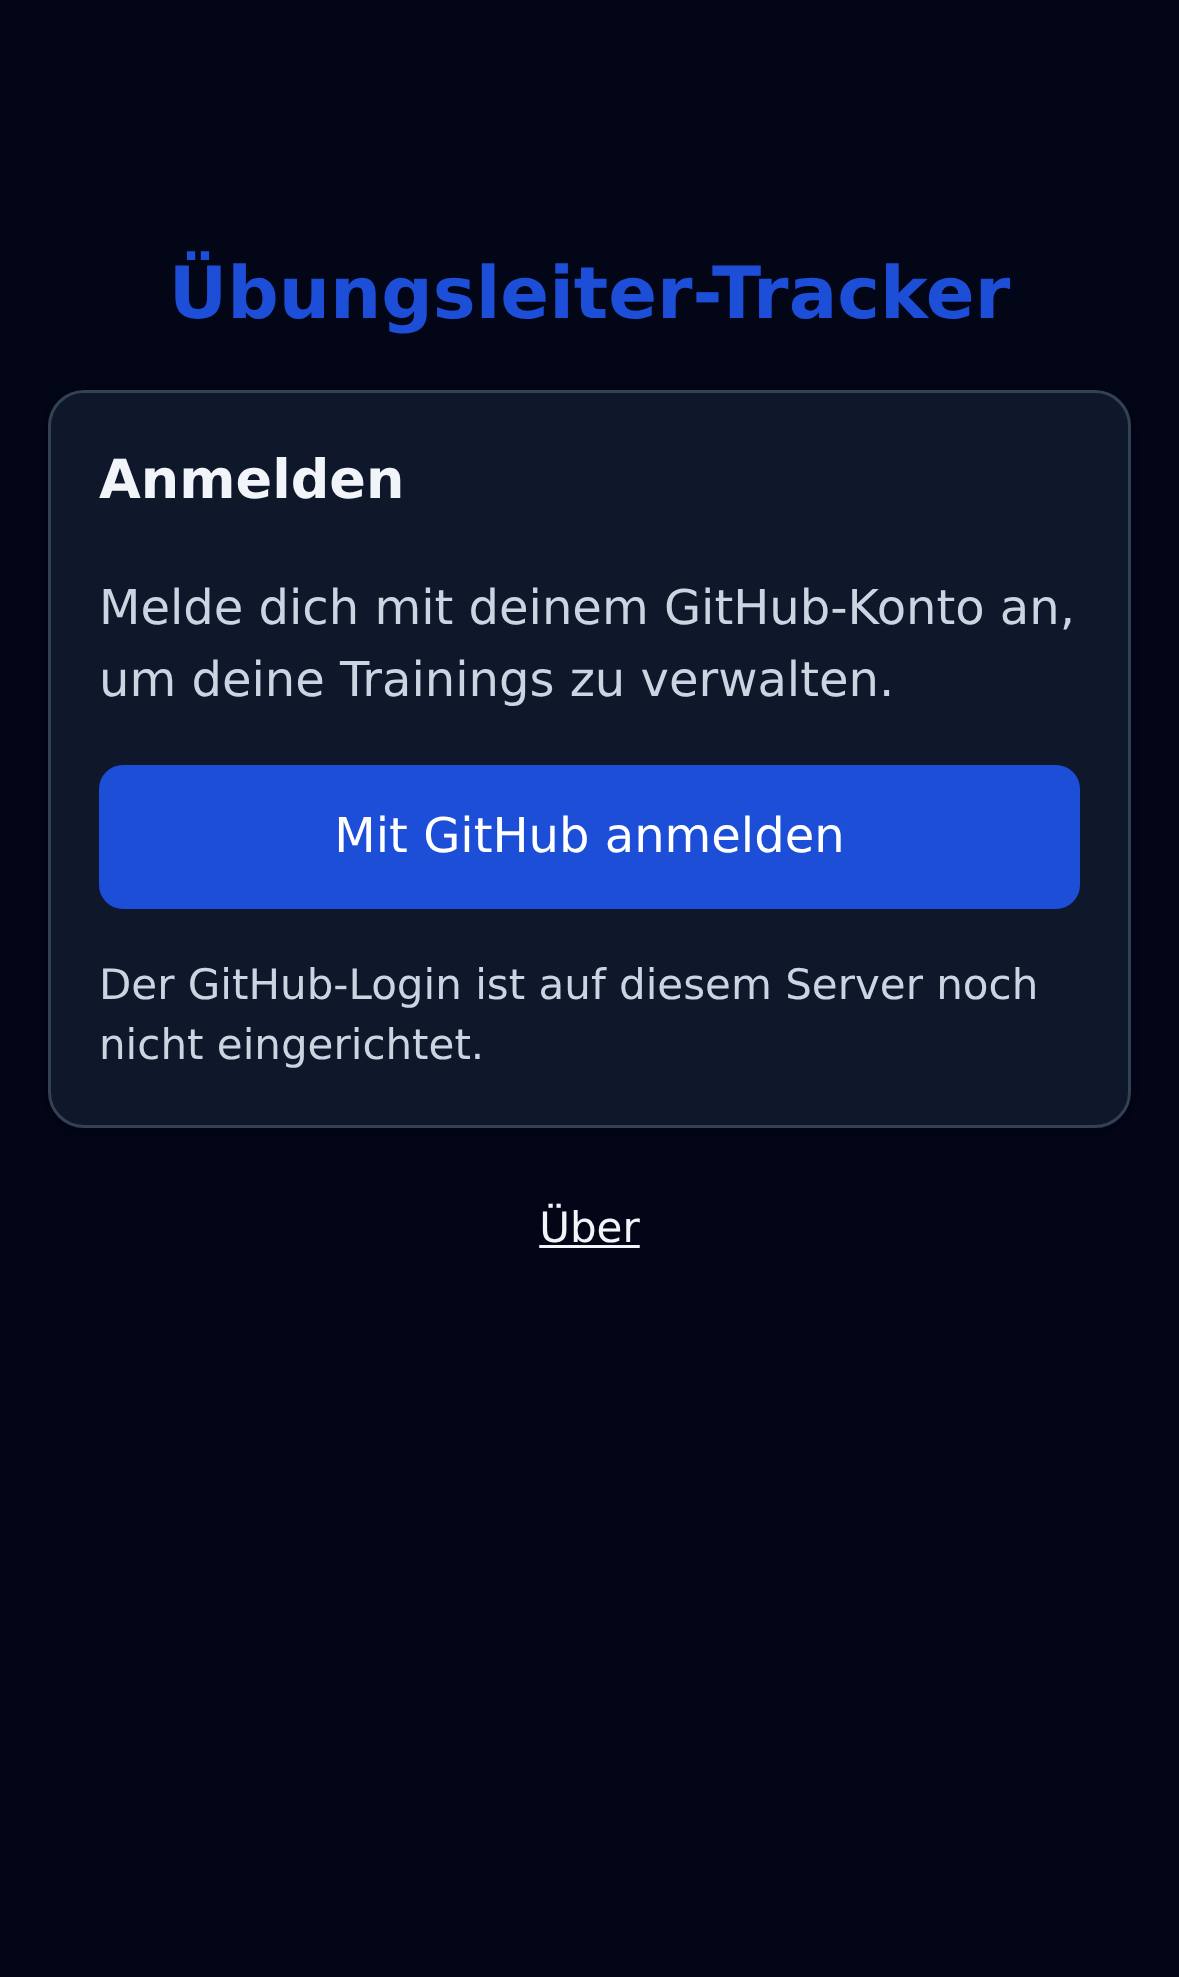 Übungsleiter-Tracker
Anmelden
Melde dich mit deinem GitHub-Konto an,
um deine Trainings zu verwalten.
Mit GitHub anmelden
Der GitHub-Login ist auf diesem Server noch
nicht eingerichtet.
Über